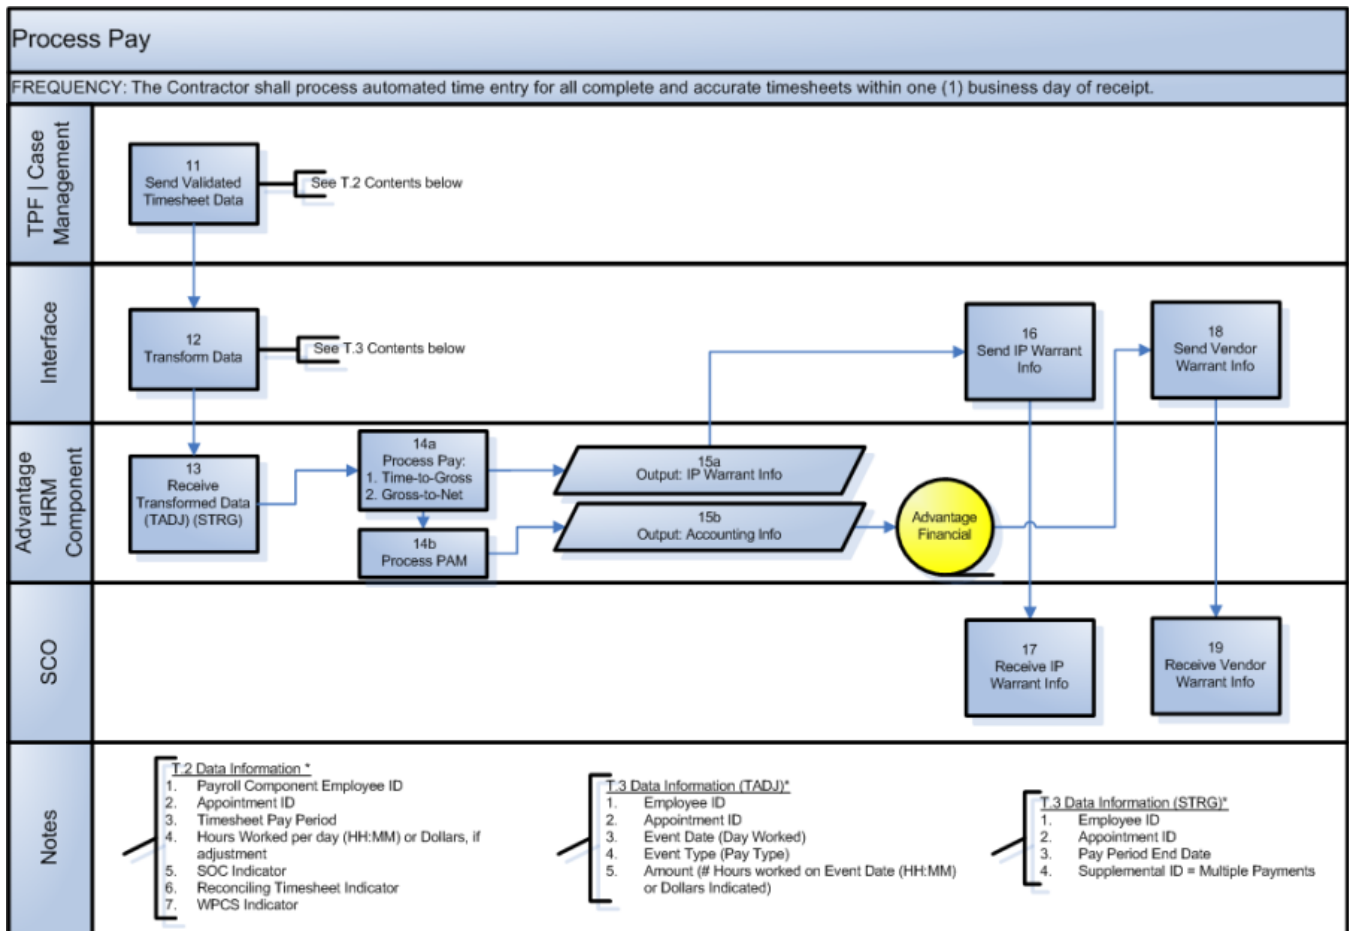 Process Pay
FREQUENCY: The Contractor shall process automated time entry for all complete and accurate timesheets within one (1) business day of receipt.
TPF | Case
Management
11
Send Validated
Timesheet Data
See T.2 Contents below
Interface
12
Transform Data
See T.3 Contents below
16
Send IP Warrant
Info
18
Send Vendor
Warrant Info
Advantage
HRM
Component
13
Receive
Transformed Data
(TADJ) (STRG)
14a
Process Pay:
1. Time-to-Gross
2. Gross-to-Net
14b
Process PAM
15a
Output: IP Warrant Info
15b
Output: Accounting Info
Advantage
Financial
SCO
17
Receive IP
Warrant Info
19
Receive Vendor
Warrant Info
Notes
T.2 Data Information *
1. Payroll Component Employee ID
2. Appointment ID
3. Timesheet Pay Period
4. Hours Worked per day (HH:MM) or Dollars, if
adjustment
5. SOC Indicator
6. Reconciling Timesheet Indicator
7. WPCS Indicator
T.3 Data Information (TADJ)*
1. Employee ID
2. Appointment ID
3. Event Date (Day Worked)
4. Event Type (Pay Type)
5. Amount (# Hours worked on Event Date (HH:MM)
or Dollars Indicated)
T.3 Data Information (STRG)*
1. Employee ID
2. Appointment ID
3. Pay Period End Date
4. Supplemental ID = Multiple Payments